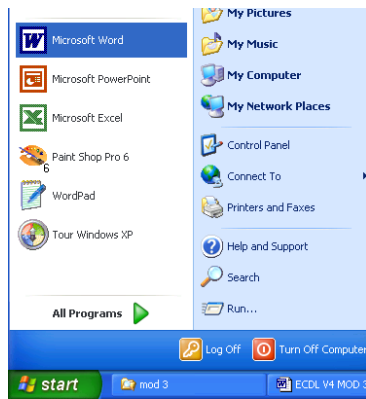 Microsoft Word
Microsoft PowerPoint
Microsoft Excel
Paint Shop Pro 6
6
WordPad
Tour Windows XP
All Programs
My Pictures
My Music
My Computer
My Network Places
Control Panel
Connect To
Printers and Faxes
Help and Support
Search
Run...
Log Off
Turn Off Computer
start
mod 3
ECDL V4 MOD 3